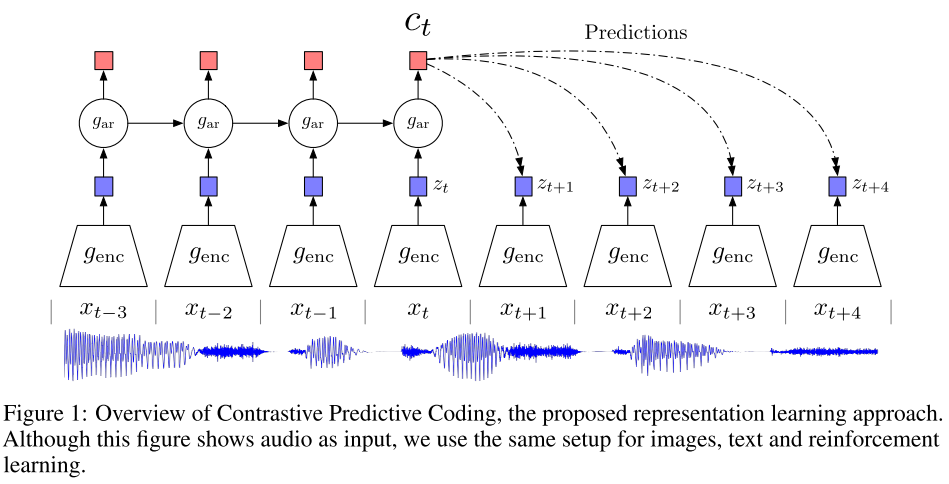 c_t
Predictions
g_ar g_ar g_ar g_ar
z_t z_{t+1} z_{t+2} z_{t+3} z_{t+4}
g_enc g_enc g_enc g_enc g_enc g_enc g_enc g_enc
x_{t−3} x_{t−2} x_{t−1} x_t x_{t+1} x_{t+2} x_{t+3} x_{t+4}
Figure 1: Overview of Contrastive Predictive Coding, the proposed representation learning approach.
Although this figure shows audio as input, we use the same setup for images, text and reinforcement
learning.